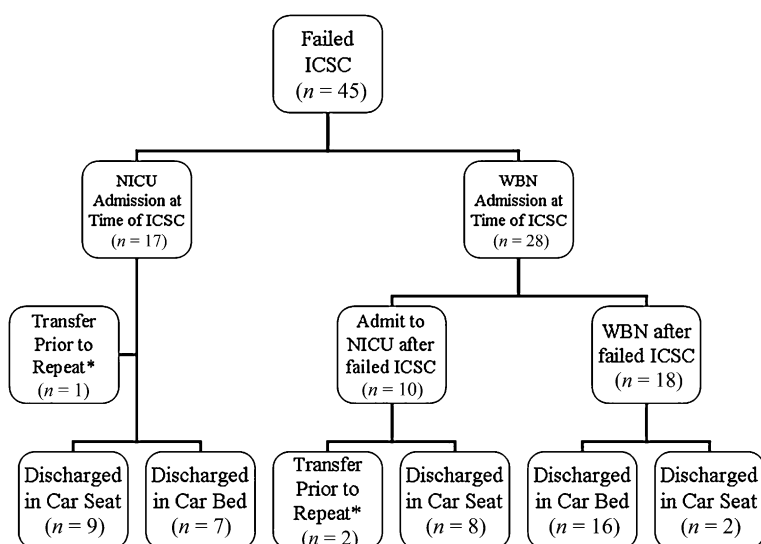 Failed
ICSC
(n = 45)
NICU
Admission at
Time of ICSC
(n = 17)
WBN
Admission at
Time of ICSC
(n = 28)
Transfer
Prior to
Repeat*
(n = 1)
Admit to
NICU after
failed ICSC
(n = 10)
WBN after
failed ICSC
(n = 18)
Discharged
in Car Seat
(n = 9)
Discharged
in Car Bed
(n = 7)
Transfer
Prior to
Repeat*
(n = 2)
Discharged
in Car Seat
(n = 8)
Discharged
in Car Bed
(n = 16)
Discharged
in Car Seat
(n = 2)